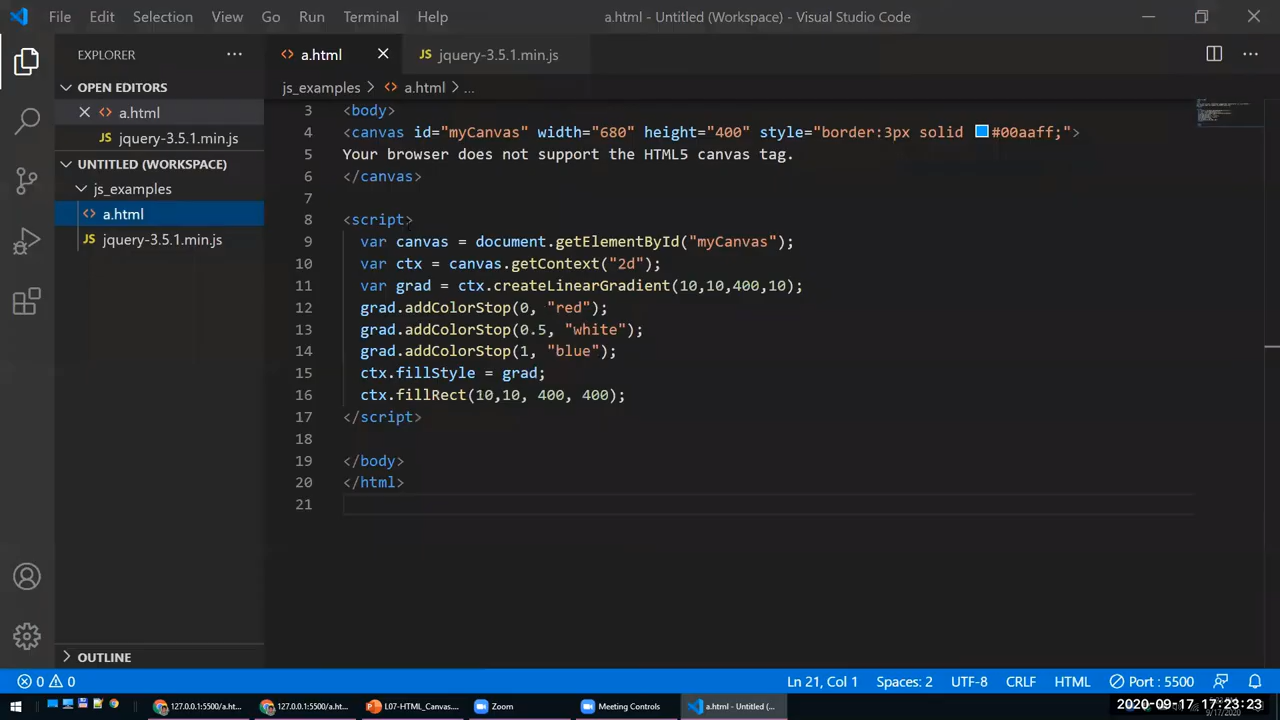 File Edit Selection View Go Run Terminal Help a.html - Untitled (Workspace) - Visual Studio Code
EXPLORER
OPEN EDITORS
a.html
jquery-3.5.1.min.js
UNTITLED (WORKSPACE)
js_examples
a.html
JS jquery-3.5.1.min.js
OUTLINE
a.html JS jquery-3.5.1.min.js
js_examples > a.html > ...
3 <body>
4 <canvas id="myCanvas" width="680" height="400" style="border:3px solid #00aaff;">
5 Your browser does not support the HTML5 canvas tag.
6 </canvas>
7
8 <script>
9 var canvas = document.getElementById("myCanvas");
10 var ctx = canvas.getContext("2d");
11 var grad = ctx.createLinearGradient(10,10,400,10);
12 grad.addColorStop(0, "red");
13 grad.addColorStop(0.5, "white");
14 grad.addColorStop(1, "blue");
15 ctx.fillStyle = grad;
16 ctx.fillRect(10,10, 400, 400);
17 </script>
18
19 </body>
20 </html>
21
0 0 Ln 21, Col 1 Spaces: 2 UTF-8 CRLF HTML Port : 5500
127.0.0.1:5500/a.ht... 127.0.0.1:5500/a.ht... L07-HTML_Canvas.... Zoom Meeting Controls a.html - Untitled (... 2020-09-17 17:23:23
9/17/2020